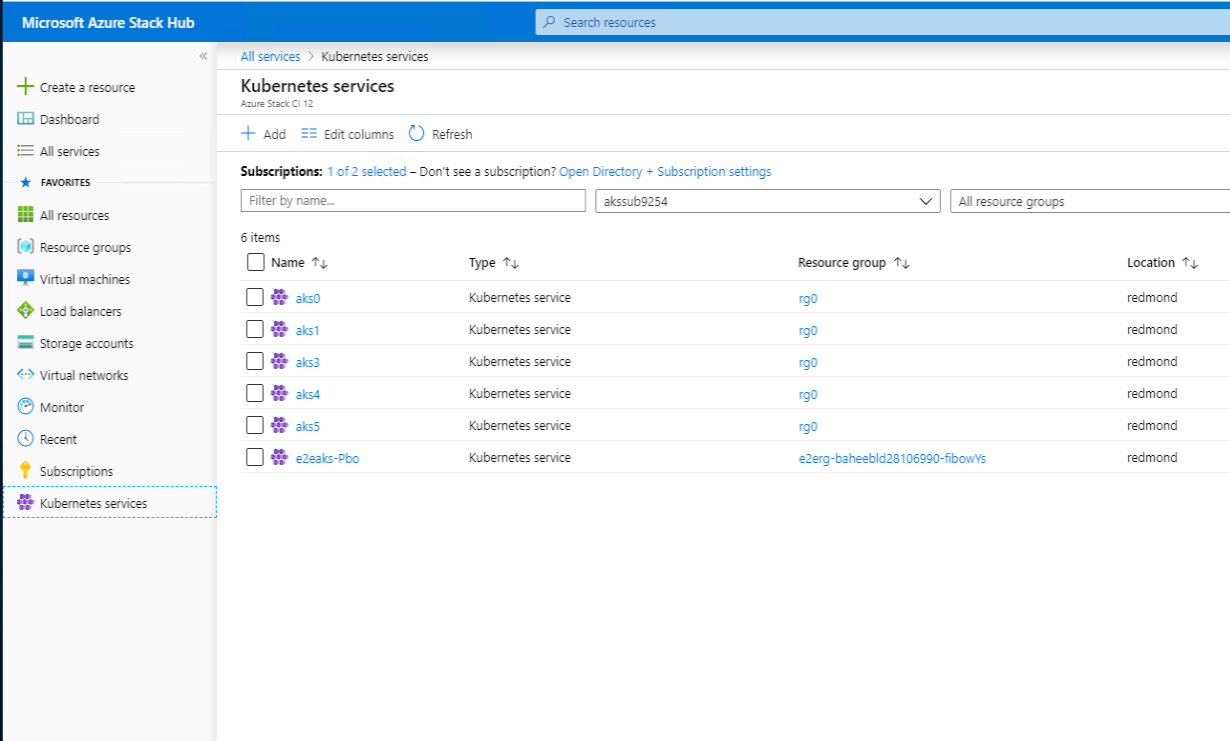 Microsoft Azure Stack Hub
Search resources
«
Create a resource
Dashboard
All services
FAVORITES
All resources
Resource groups
Virtual machines
Load balancers
Storage accounts
Virtual networks
Monitor
Recent
Subscriptions
Kubernetes services
All services > Kubernetes services
Kubernetes services
Azure Stack CI 12
Add Edit columns Refresh
Subscriptions: 1 of 2 selected – Don't see a subscription? Open Directory + Subscription settings
Filter by name... akssub9254 All resource groups
6 items
Name ↑↓ Type ↑↓ Resource group ↑↓ Location ↑↓
aks0 Kubernetes service rg0 redmond
aks1 Kubernetes service rg0 redmond
aks3 Kubernetes service rg0 redmond
aks4 Kubernetes service rg0 redmond
aks5 Kubernetes service rg0 redmond
e2eaks-Pbo Kubernetes service e2erg-baheebld28106990-fibowYs redmond